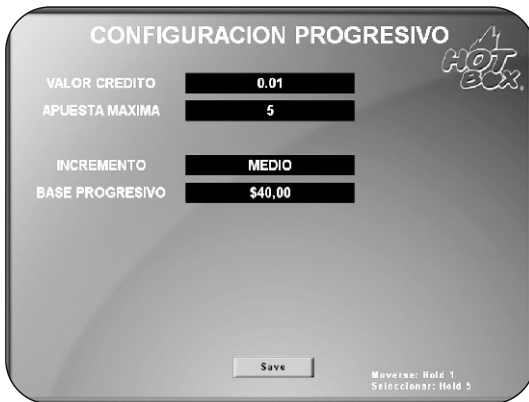 CONFIGURACION PROGRESIVO
HOT
BOX
VALOR CREDITO 0.01
APUESTA MAXIMA 5
INCREMENTO MEDIO
BASE PROGRESIVO $40,00
Save
Moverse: Hold 1
Seleccionar: Hold 5